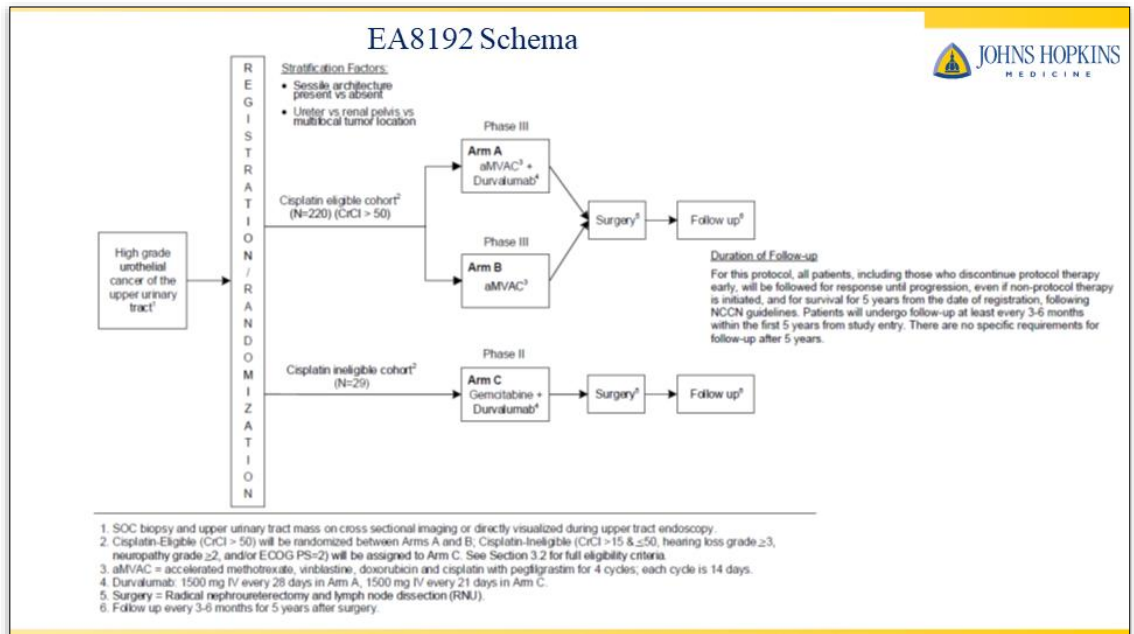 EA8192 Schema
JOHNS HOPKINS
MEDICINE
REGISTRATION/RANDOMIZATION
Stratification Factors:
• Sessile architecture
present vs absent
• Ureter vs renal pelvis vs
multifocal tumor location
Phase III
Arm A
aMVAC³ +
Durvalumab⁴
Cisplatin eligible cohort²
(N=220) (CrCl > 50)
Surgery⁵
Follow up⁶
High grade
urothelial
cancer of the
upper urinary
tract¹
Phase III
Arm B
aMVAC³
Duration of Follow-up
For this protocol, all patients, including those who discontinue protocol therapy
early, will be followed for response until progression, even if non-protocol therapy
is initiated, and for survival for 5 years from the date of registration, following
NCCN guidelines. Patients will undergo follow-up at least every 3-6 months
within the first 5 years from study entry. There are no specific requirements for
follow-up after 5 years.
Phase II
Cisplatin ineligible cohort²
(N=29)
Arm C
Gemcitabine +
Durvalumab⁴
Surgery⁵
Follow up⁶
1. SOC biopsy and upper urinary tract mass on cross sectional imaging or directly visualized during upper tract endoscopy.
2. Cisplatin-Eligible (CrCl > 50) will be randomized between Arms A and B; Cisplatin-Ineligible (CrCl >15 & ≤50, hearing loss grade ≥3,
neuropathy grade ≥2, and/or ECOG PS=2) will be assigned to Arm C. See Section 3.2 for full eligibility criteria.
3. aMVAC = accelerated methotrexate, vinblastine, doxorubicin and cisplatin with pegfilgrastim for 4 cycles; each cycle is 14 days.
4. Durvalumab: 1500 mg IV every 28 days in Arm A, 1500 mg IV every 21 days in Arm C.
5. Surgery = Radical nephroureterectomy and lymph node dissection (RNU).
6. Follow up every 3-6 months for 5 years after surgery.